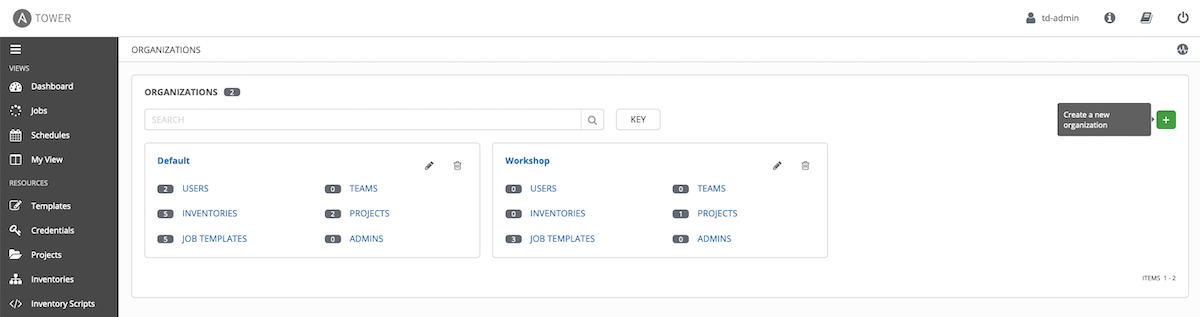 A TOWER
td-admin
ORGANIZATIONS
VIEWS
Dashboard
Jobs
Schedules
My View
RESOURCES
Templates
Credentials
Projects
Inventories
Inventory Scripts
ORGANIZATIONS 2
SEARCH
KEY
Create a new
organization
Default
2 USERS
0 TEAMS
5 INVENTORIES
2 PROJECTS
5 JOB TEMPLATES
0 ADMINS
Workshop
0 USERS
0 TEAMS
0 INVENTORIES
1 PROJECTS
3 JOB TEMPLATES
0 ADMINS
ITEMS 1 - 2